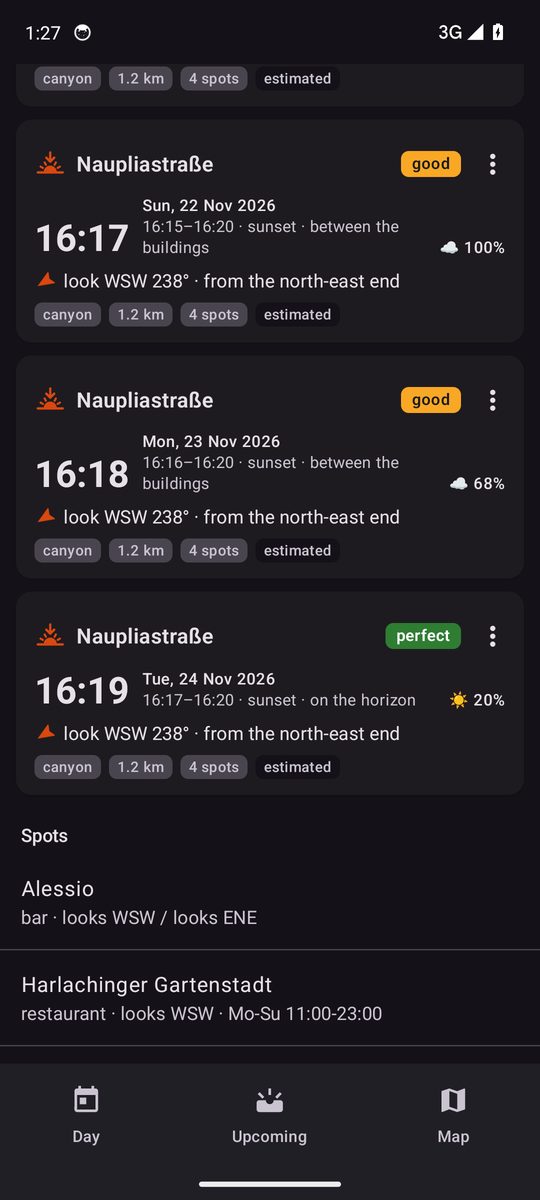 1:27
3G
canyon 1.2 km 4 spots estimated
Naupliastraße good
16:17
Sun, 22 Nov 2026
16:15–16:20 · sunset · between the
buildings
100%
look WSW 238° · from the north-east end
canyon 1.2 km 4 spots estimated
Naupliastraße good
16:18
Mon, 23 Nov 2026
16:16–16:20 · sunset · between the
buildings
68%
look WSW 238° · from the north-east end
canyon 1.2 km 4 spots estimated
Naupliastraße perfect
16:19
Tue, 24 Nov 2026
16:17–16:20 · sunset · on the horizon
20%
look WSW 238° · from the north-east end
canyon 1.2 km 4 spots estimated
Spots
Alessio
bar · looks WSW / looks ENE
Harlachinger Gartenstadt
restaurant · looks WSW · Mo-Su 11:00-23:00
Day Upcoming Map